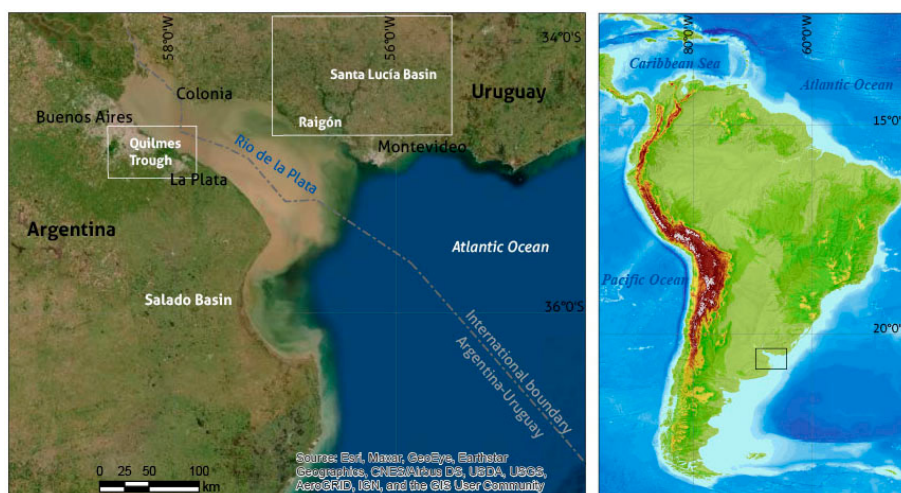 58°0'W
56°0'W
34°0'S
Santa Lucía Basin
Uruguay
Colonia
Buenos Aires
Raigón
Quilmes
Trough
Montevideo
Río de la Plata
La Plata
Argentina
Atlantic Ocean
Salado Basin
36°0'S
International boundary
Argentina-Uruguay
0 25 50 100
km
Source: Esri, Maxar, GeoEye, Earthstar
Geographics, CNES/Airbus DS, USDA, USGS,
AeroGRID, IGN, and the GIS User Community
80°0'W
60°0'W
Caribbean Sea
Atlantic Ocean
15°0'S
Pacific Ocean
20°0'S